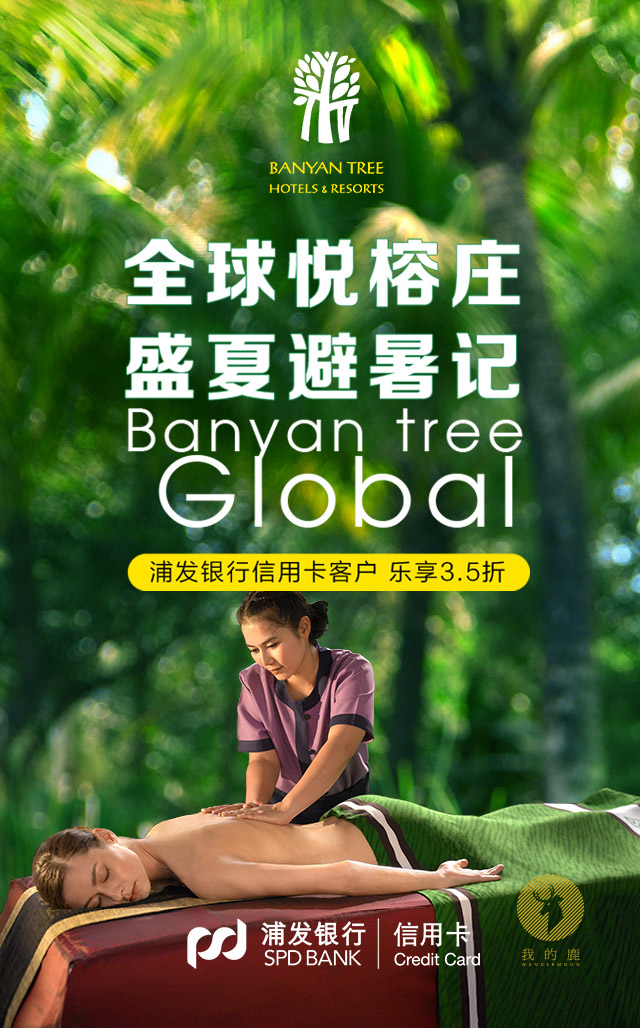 BANYAN TREE
HOTELS & RESORTS
全球悦榕庄
盛夏避暑记
Banyan tree
Global
浦发银行信用卡客户 乐享3.5折
浦发银行 信用卡
SPD BANK Credit Card
我的鹿
WANDERMOON